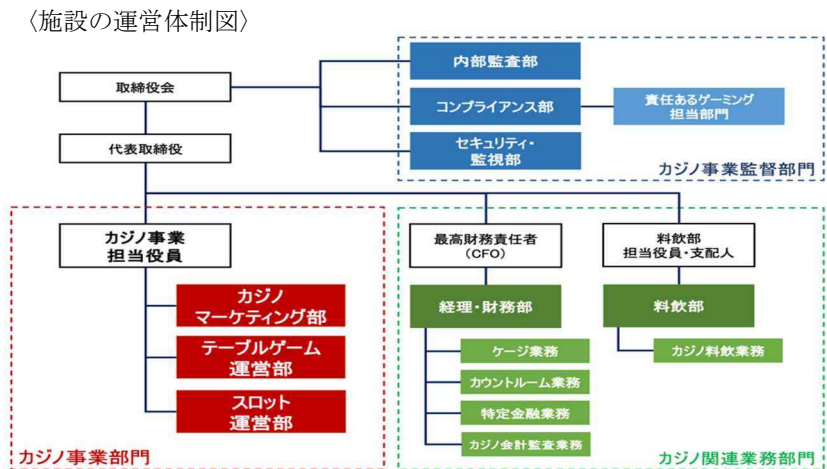 〈施設の運営体制図〉
取締役会
内部監査部
コンプライアンス部
責任あるゲーミング
担当部門
代表取締役
セキュリティ・
監視部
カジノ事業監督部門
カジノ事業
担当役員
最高財務責任者
(CFO)
料飲部
担当役員・支配人
カジノ
マーケティング部
テーブルゲーム
運営部
スロット
運営部
カジノ事業部門
経理・財務部
ケージ業務
カウントルーム業務
特定金融業務
カジノ会計監査業務
料飲部
カジノ料飲業務
カジノ関連業務部門